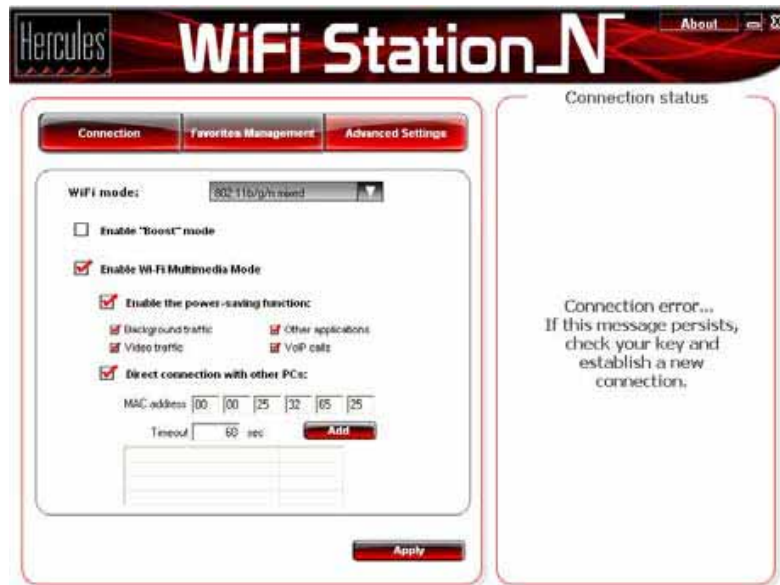 Hercules
WiFi Station_N
About
Connection
Favorites Management
Advanced Settings
WiFi mode:
802.11b/g/n mixed
Enable "Boost" mode
Enable Wi-Fi Multimedia Mode
Enable the power-saving function:
Background traffic
Other applications
Video traffic
VoIP calls
Direct connection with other PCs:
MAC address 00 00 25 32 65 25
Timeout 60 sec
Add
Apply
Connection status
Connection error...
If this message persists,
check your key and
establish a new
connection.